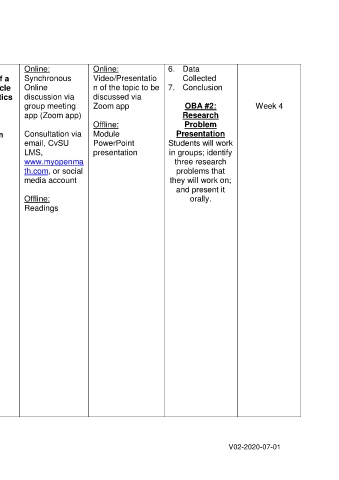 f a
cle
tics
n
Online:
Synchronous
Online
discussion via
group meeting
app (Zoom app)
Consultation via
email, CvSU
LMS,
www.myopenma
th.com, or social
media account
Offline:
Readings
Online:
Video/Presentatio
n of the topic to be
discussed via
Zoom app
Offline:
Module
PowerPoint
presentation
6. Data
Collected
7. Conclusion
OBA #2:
Research
Problem
Presentation
Students will work
in groups; identify
three research
problems that
they will work on;
and present it
orally.
Week 4
V02-2020-07-01